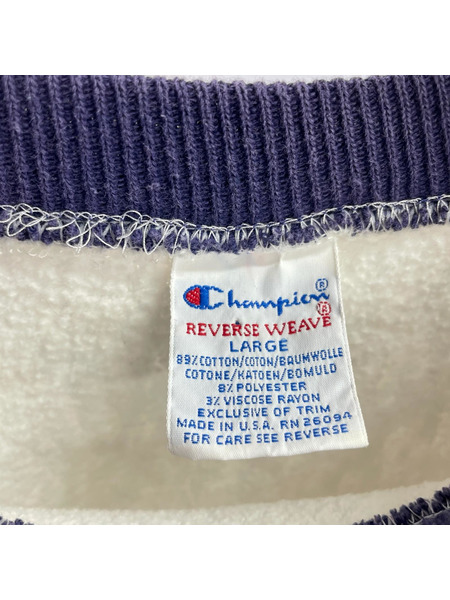 Champion®
REVERSE WEAVE®
LARGE
89% COTTON/COTON/BAUMWOLLE
COTONE/KATOEN/BOMULD
8% POLYESTER
3% VISCOSE RAYON
EXCLUSIVE OF TRIM
MADE IN U.S.A. RN 26094
FOR CARE SEE REVERSE